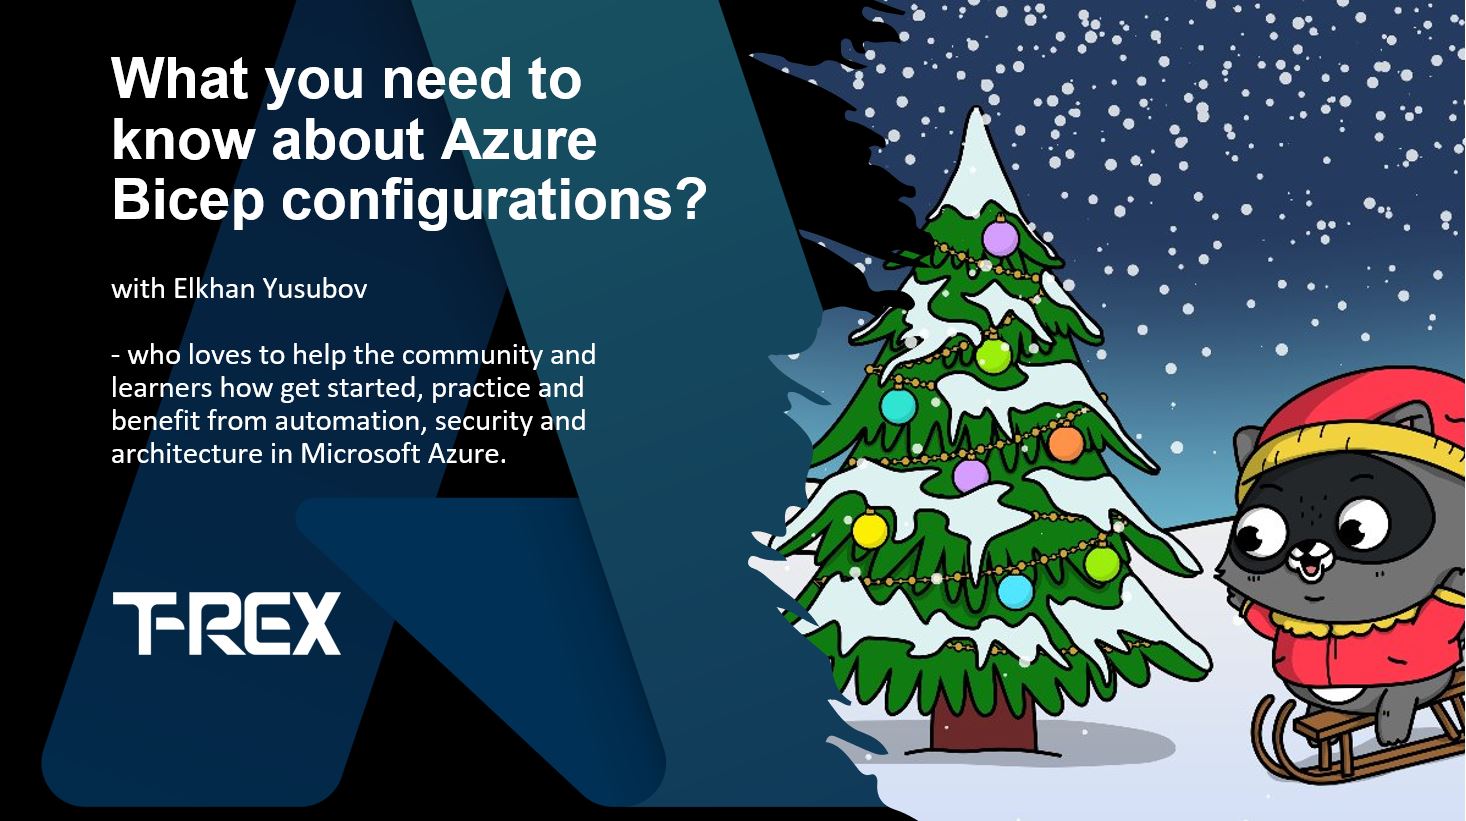 What you need to
know about Azure
Bicep configurations?
with Elkhan Yusubov
- who loves to help the community and
learners how get started, practice and
benefit from automation, security and
architecture in Microsoft Azure.
T-REX